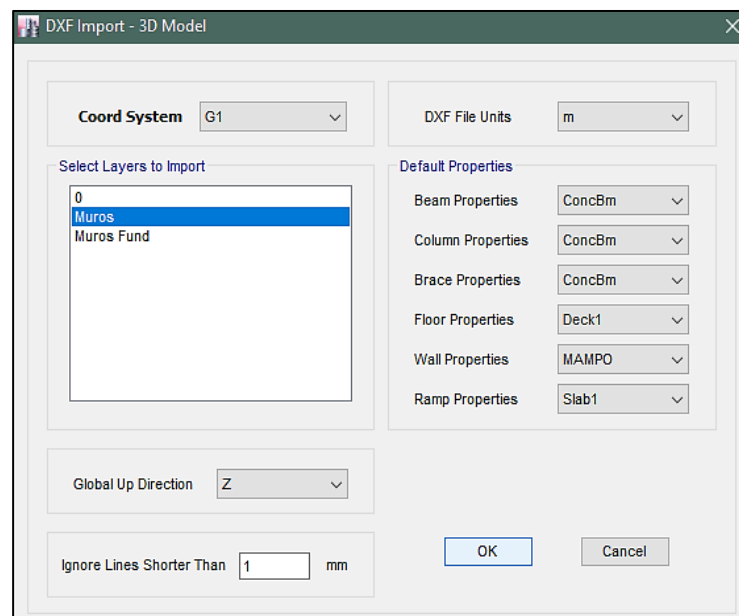 DXF Import - 3D Model
Coord System G1
DXF File Units m
Select Layers to Import
0
Muros
Muros Fund
Default Properties
Beam Properties ConcBm
Column Properties ConcBm
Brace Properties ConcBm
Floor Properties Deck1
Wall Properties MAMPO
Ramp Properties Slab1
Global Up Direction Z
Ignore Lines Shorter Than 1 mm
OK
Cancel